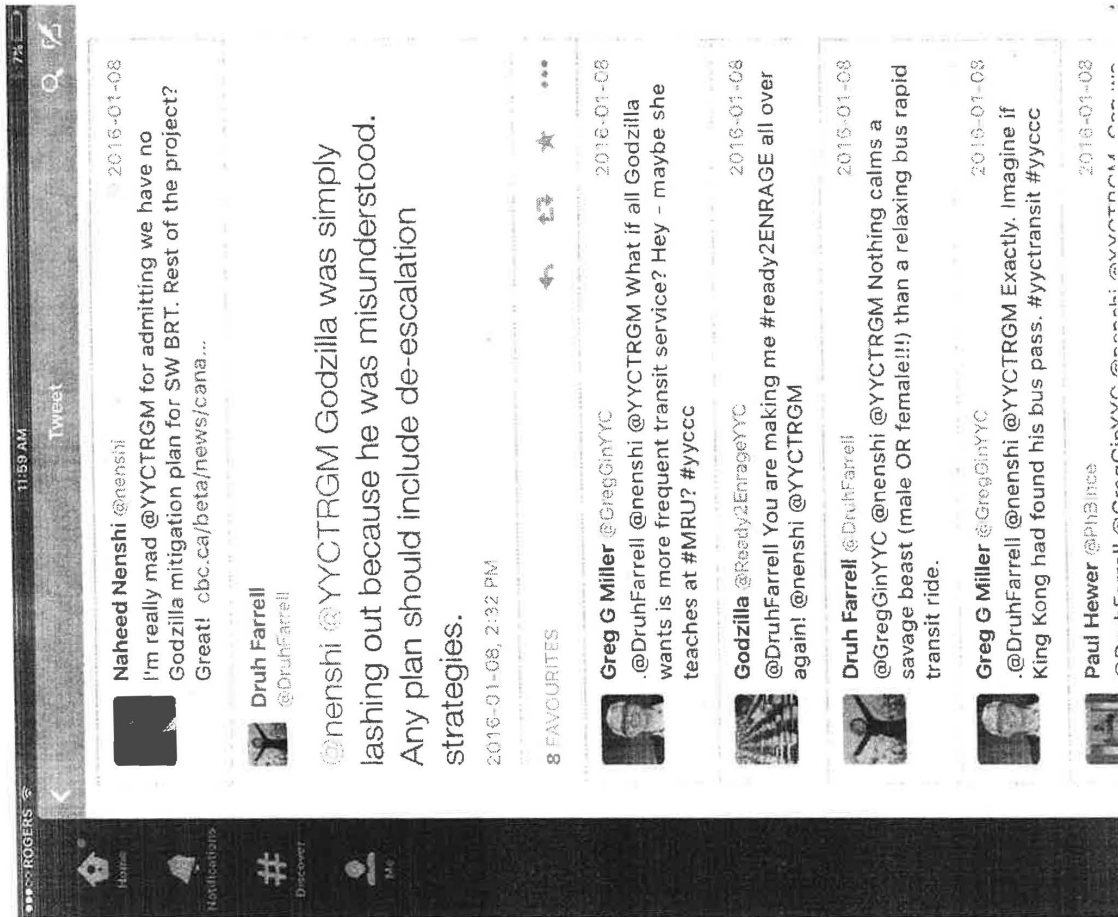 ROGERS
11:59 AM
7%
Tweet
Home
Notifications
Discover
Me
Naheed Nenshi @nenshi 2016-01-08
I'm really mad @YYCTRGM for admitting we have no
Godzilla mitigation plan for SW BRT. Rest of the project?
Great! cbc.ca/beta/news/cana...
Druh Farrell
@DruhFarrell
@nenshi @YYCTRGM Godzilla was simply
lashing out because he was misunderstood.
Any plan should include de-escalation
strategies.
2016-01-08, 2:32 PM
8 FAVOURITES
Greg G Miller @GregGinYYC 2016-01-08
.@DruhFarrell @nenshi @YYCTRGM What if all Godzilla
wants is more frequent transit service? Hey – maybe she
teaches at #MRU? #yyccc
Godzilla @Ready2EnrageYYC 2016-01-08
@DruhFarrell You are making me #ready2ENRAGE all over
again! @nenshi @YYCTRGM
Druh Farrell @DruhFarrell 2016-01-08
@GregGinYYC @nenshi @YYCTRGM Nothing calms a
savage beast (male OR female!!!) than a relaxing bus rapid
transit ride.
Greg G Miller @GregGinYYC 2016-01-08
.@DruhFarrell @nenshi @YYCTRGM Exactly. Imagine if
King Kong had found his bus pass. #yyctransit #yyccc
Paul Hewer @PhBince 2016-01-08
@GregGinYYC @nenshi @YYCTRGM